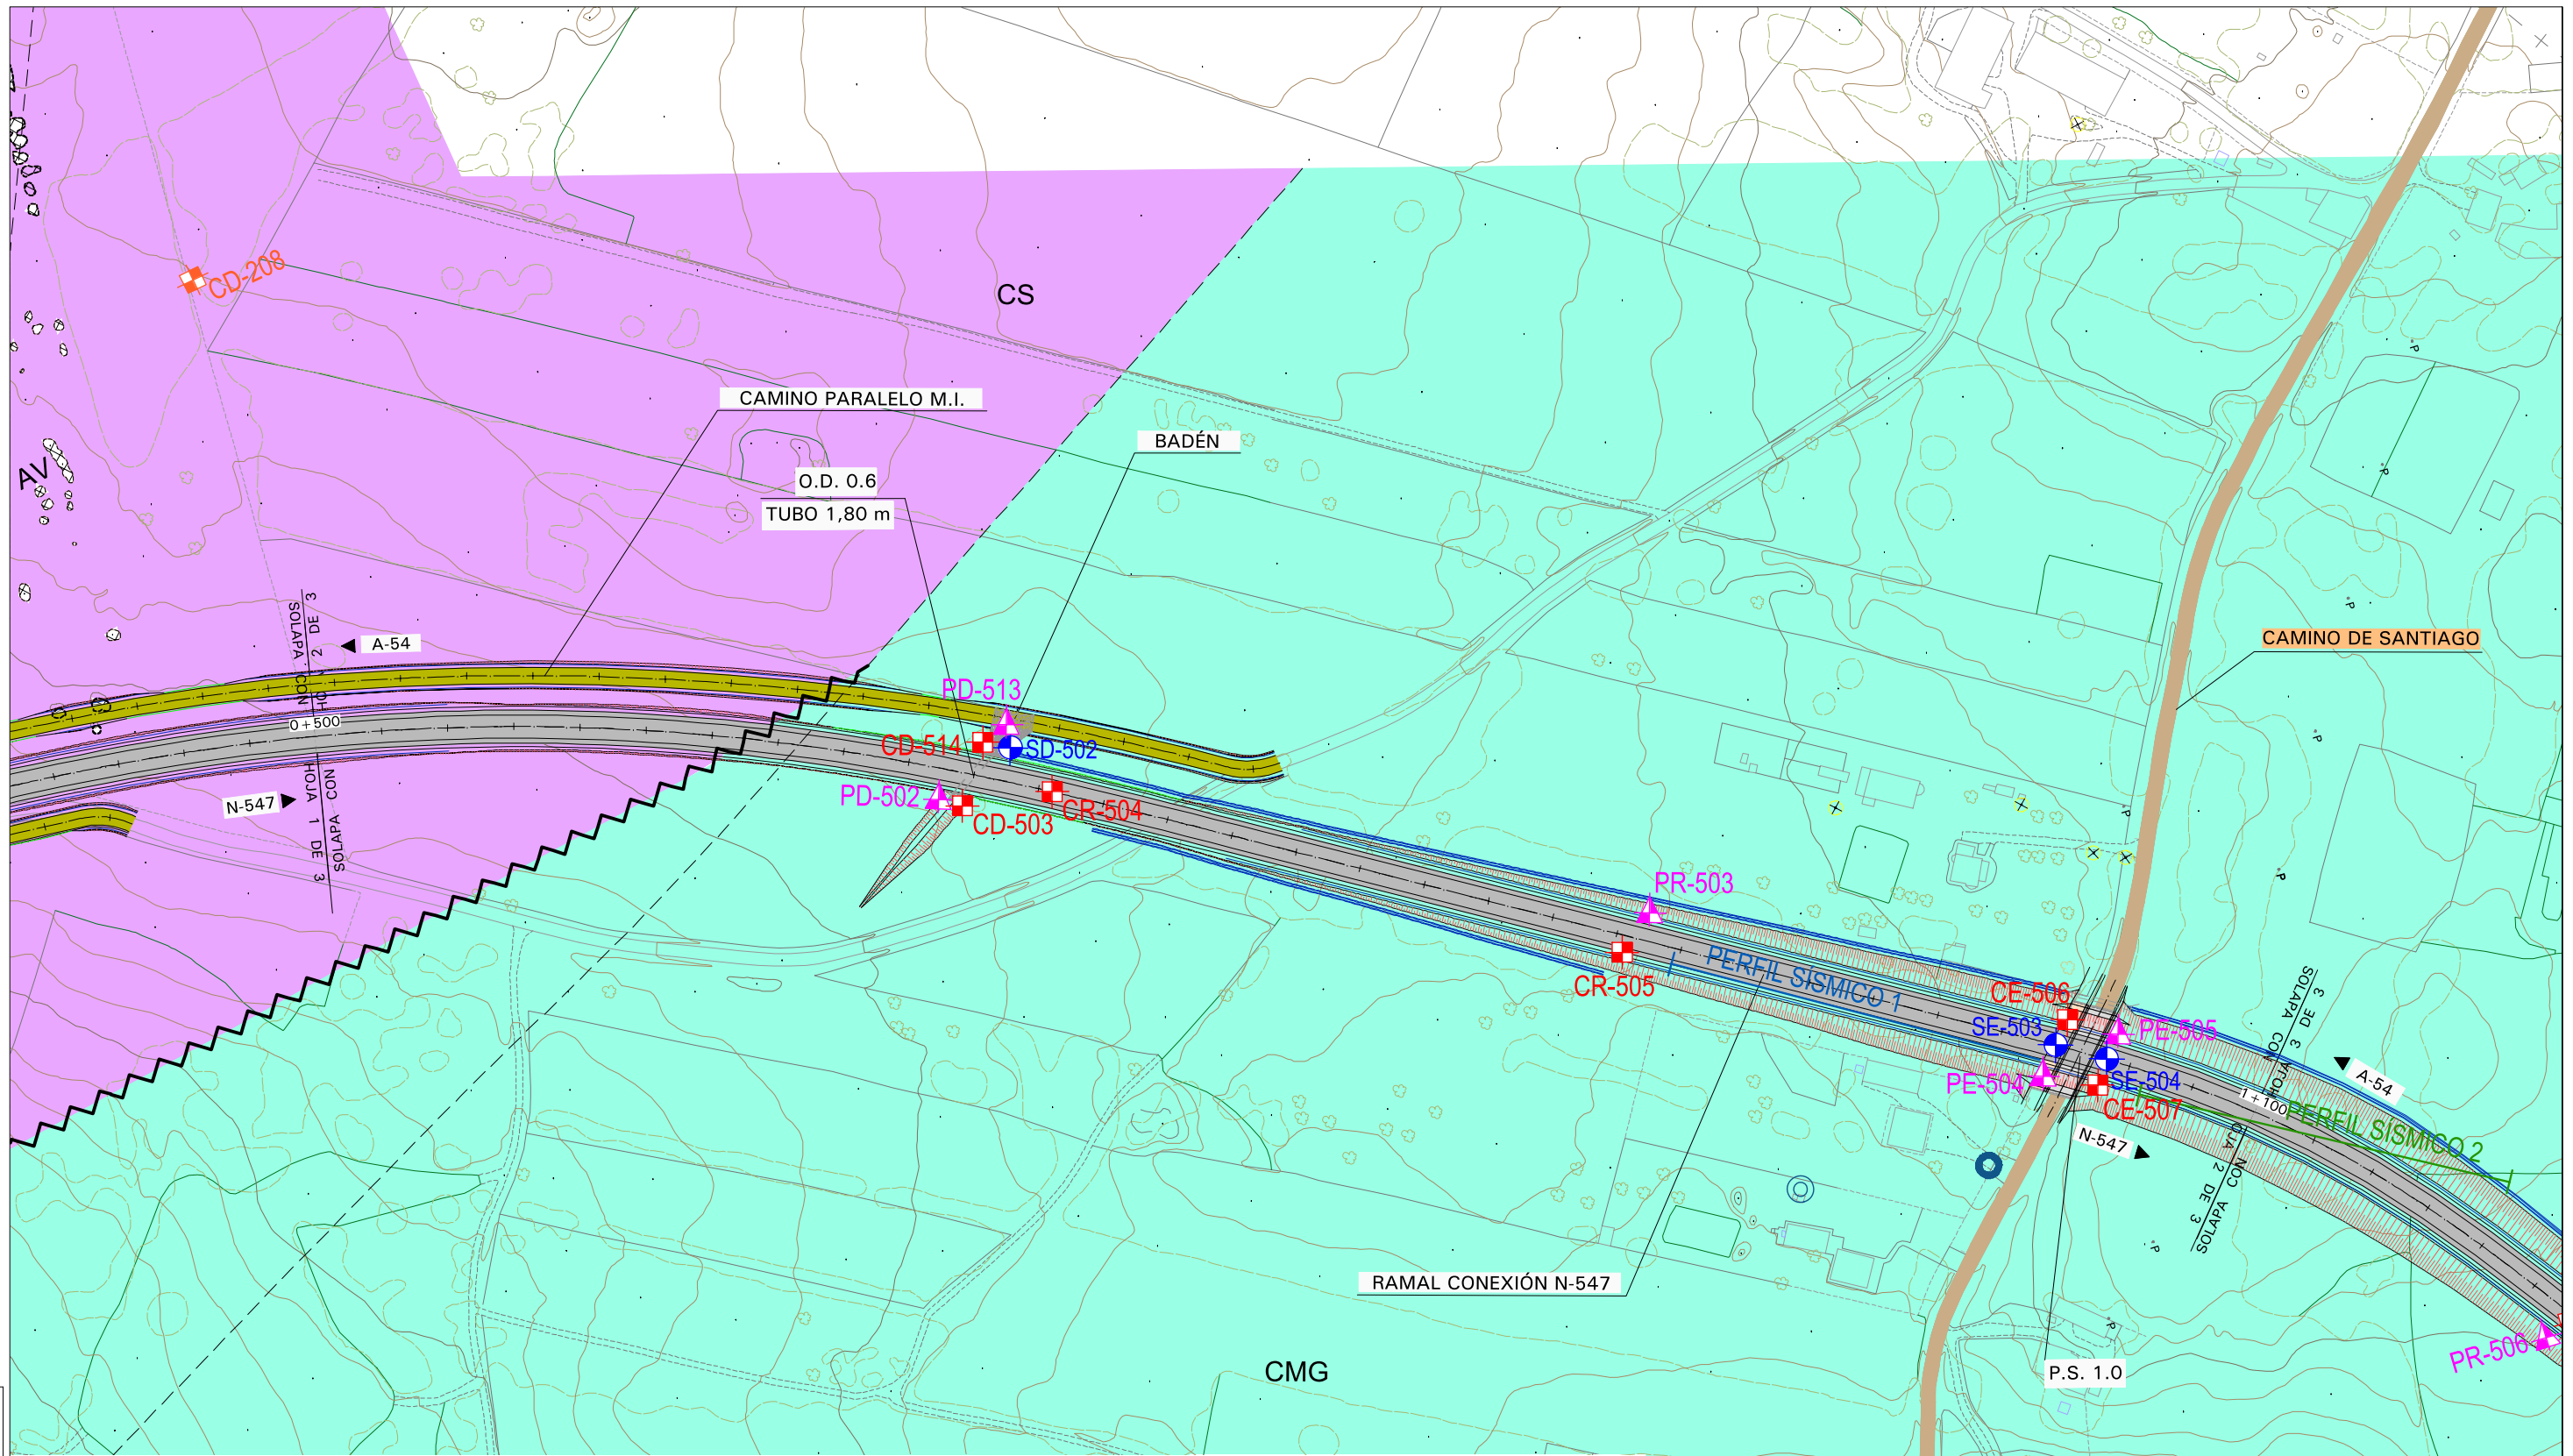 CD-208
CS
CAMINO PARALELO M.I.
BADÉN
AV
O.D. 0.6
TUBO 1,80 m
SOLAPA CON
HOJA 2 DE 3
A-54
CAMINO DE SANTIAGO
PD-513
0+500
CD-514
SD-502
N-547
HOJA 1 DE 3
SOLAPA CON
PD-502
CD-503
CR-504
PR-503
PERFIL SÍSMICO 1
CR-505
CE-506
SE-503
PE-505
SOLAPA CON
HOJA 3 DE 3
PE-504
SE-504
A-54
1+100
CE-507
PERFIL SÍSMICO 2
N-547
HOJA 2 DE 3
SOLAPA CON
RAMAL CONEXIÓN N-547
PR-506
CMG
P.S. 1.0